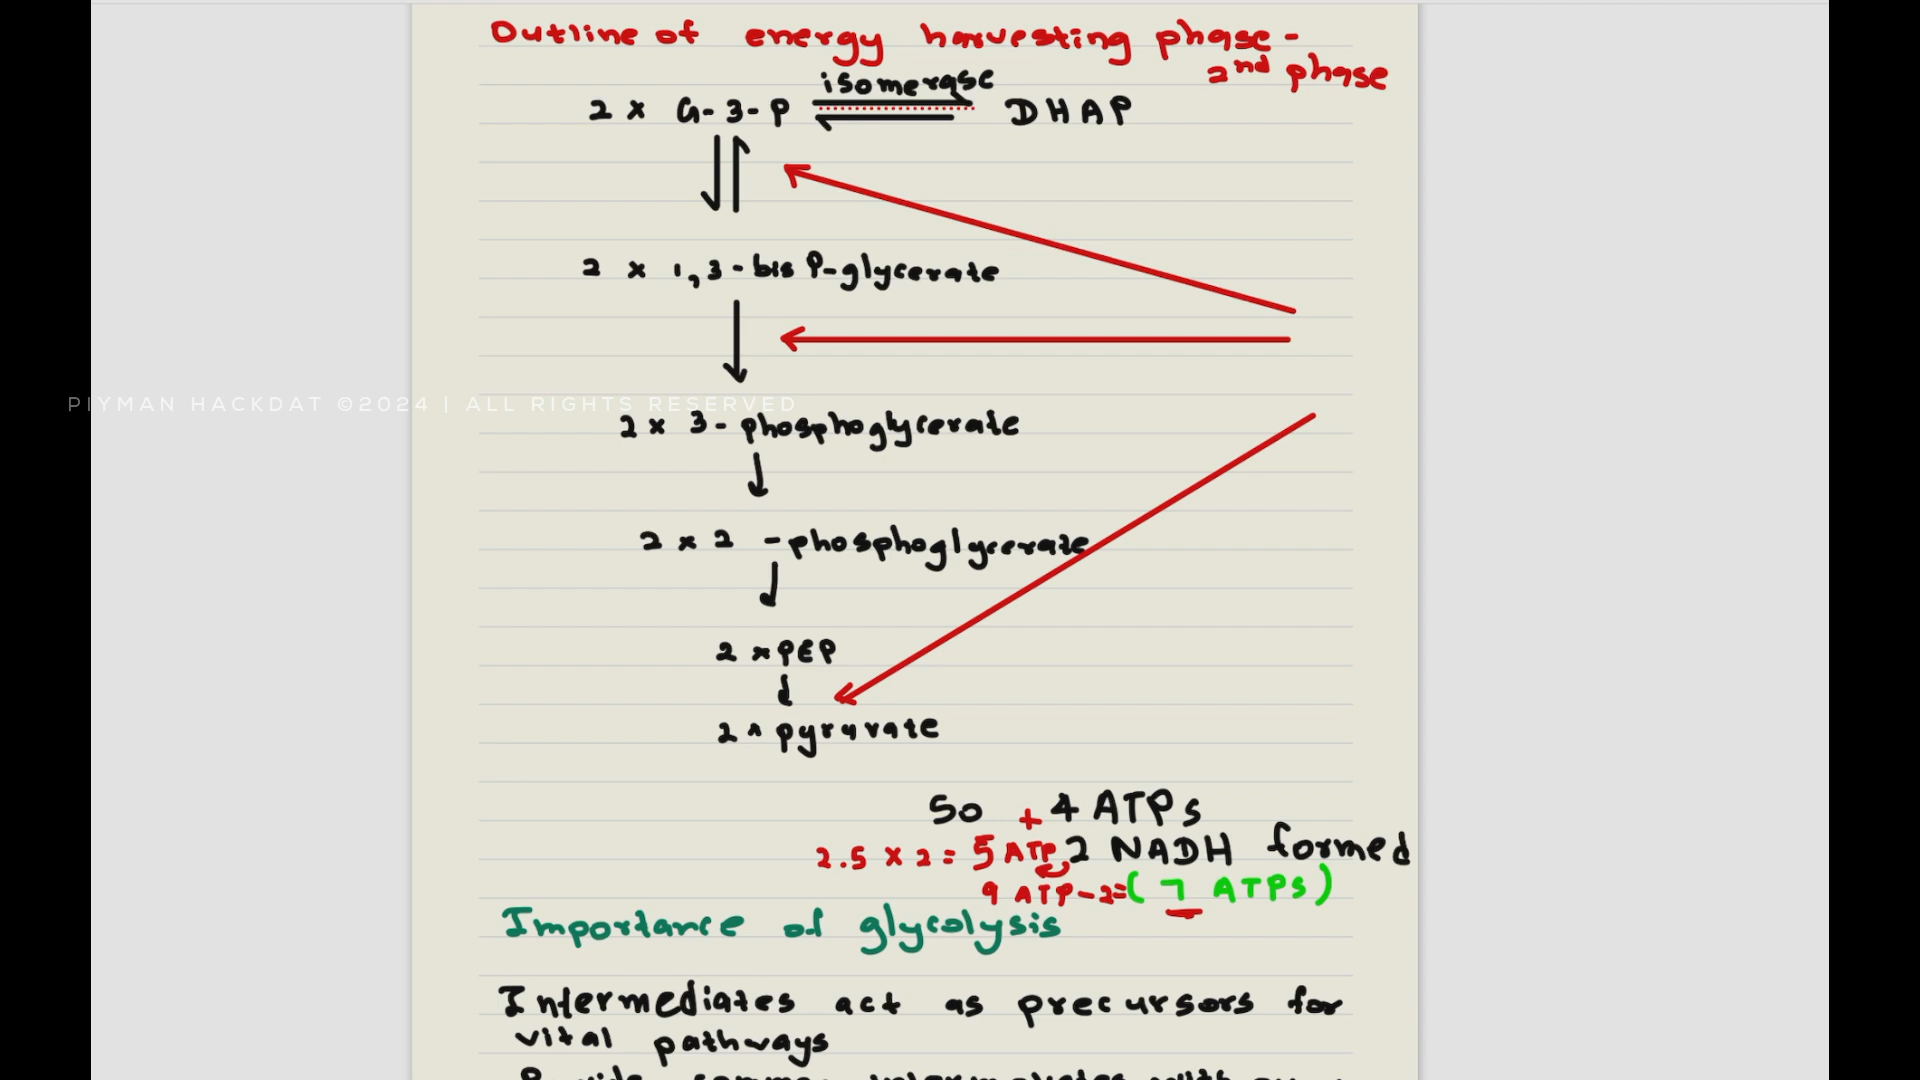 Outline of energy harvesting phase -
2nd phase
isomerase
2 x G-3-P DHAP
2 x 1,3-bis P-glycerate
PIYMAN HACKDAT ©2024 | ALL RIGHTS RESERVED
2 x 3- phosphoglycerate
2 x 2 -phosphoglycerate
2 x PEP
2 x pyruvate
So + 4 ATPs
2.5 x 2 = 5 ATP 2 NADH formed
9 ATP-2=( 7 ATPs )
Importance of glycolysis
Intermediates act as precursors for
vital pathways